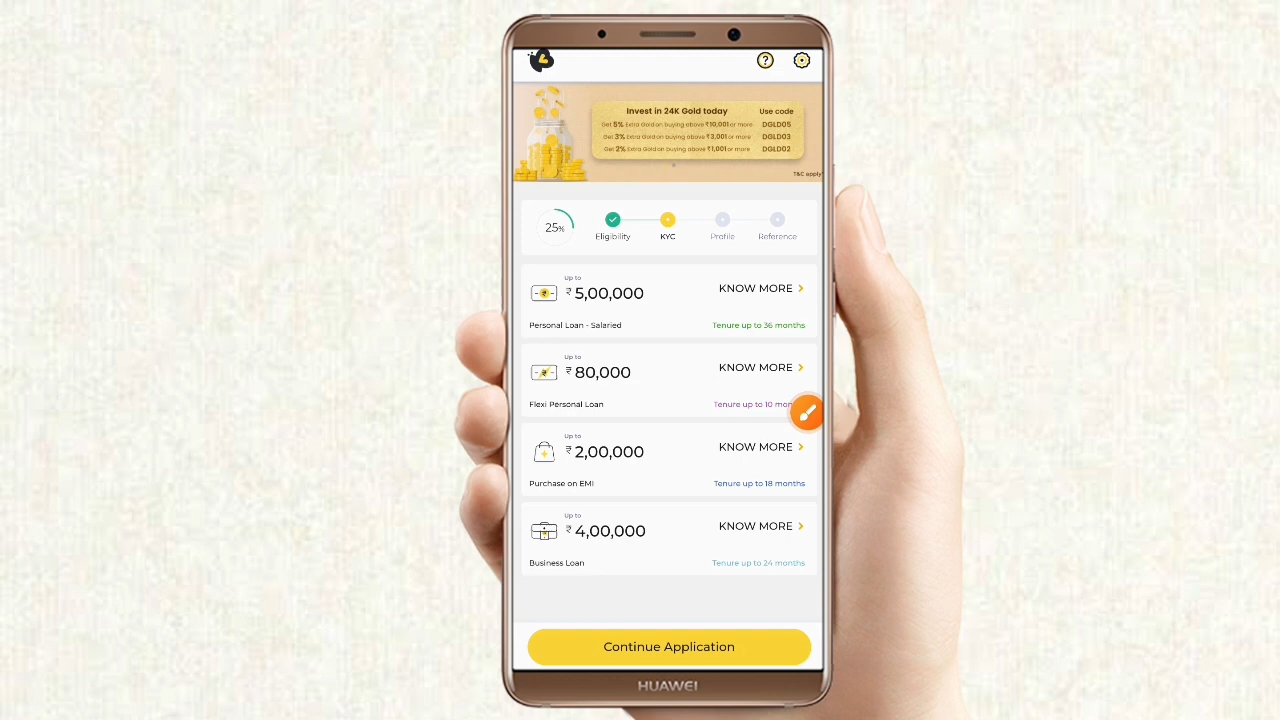 Invest in 24K Gold today Use code
Get 5% Extra Gold on buying above ₹10,001 or more DGLD05
Get 3% Extra Gold on buying above ₹3,001 or more DGLD03
Get 2% Extra Gold on buying above ₹1,001 or more DGLD02
T&C apply*
25%
Eligibility KYC Profile Reference
Up to
₹ 5,00,000 KNOW MORE
Personal Loan - Salaried Tenure up to 36 months
Up to
₹ 80,000 KNOW MORE
Flexi Personal Loan Tenure up to 10
Up to
₹ 2,00,000 KNOW MORE
Purchase on EMI Tenure up to 18 months
Up to
₹ 4,00,000 KNOW MORE
Business Loan Tenure up to 24 months
Continue Application
HUAWEI